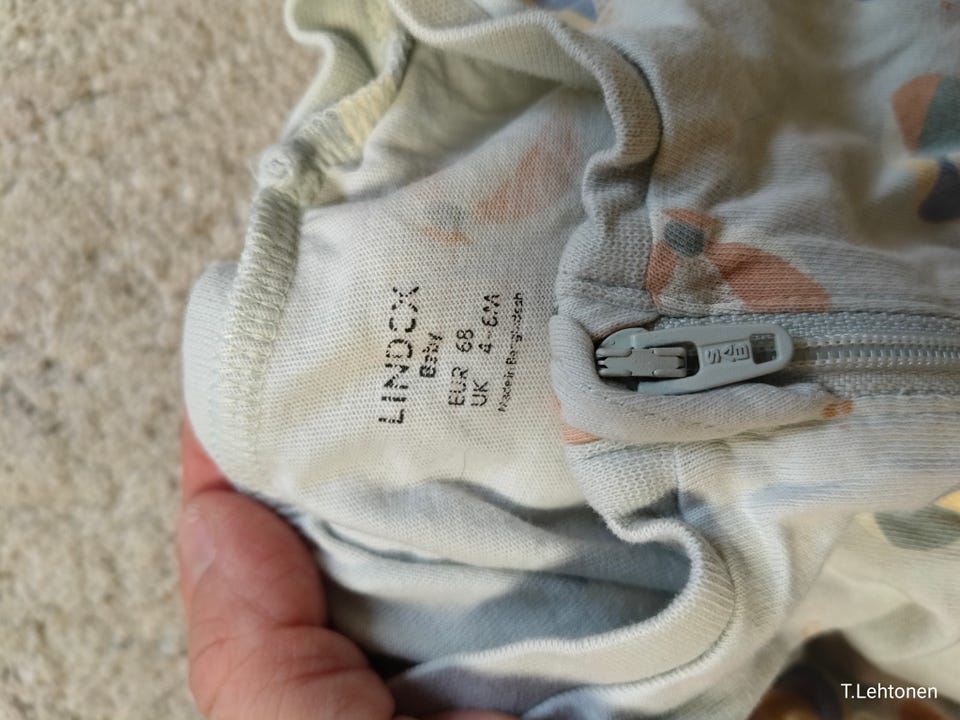 LINDEX
Baby
EUR 68
UK 4-6M
Made in Bangladesh
T.Lehtonen